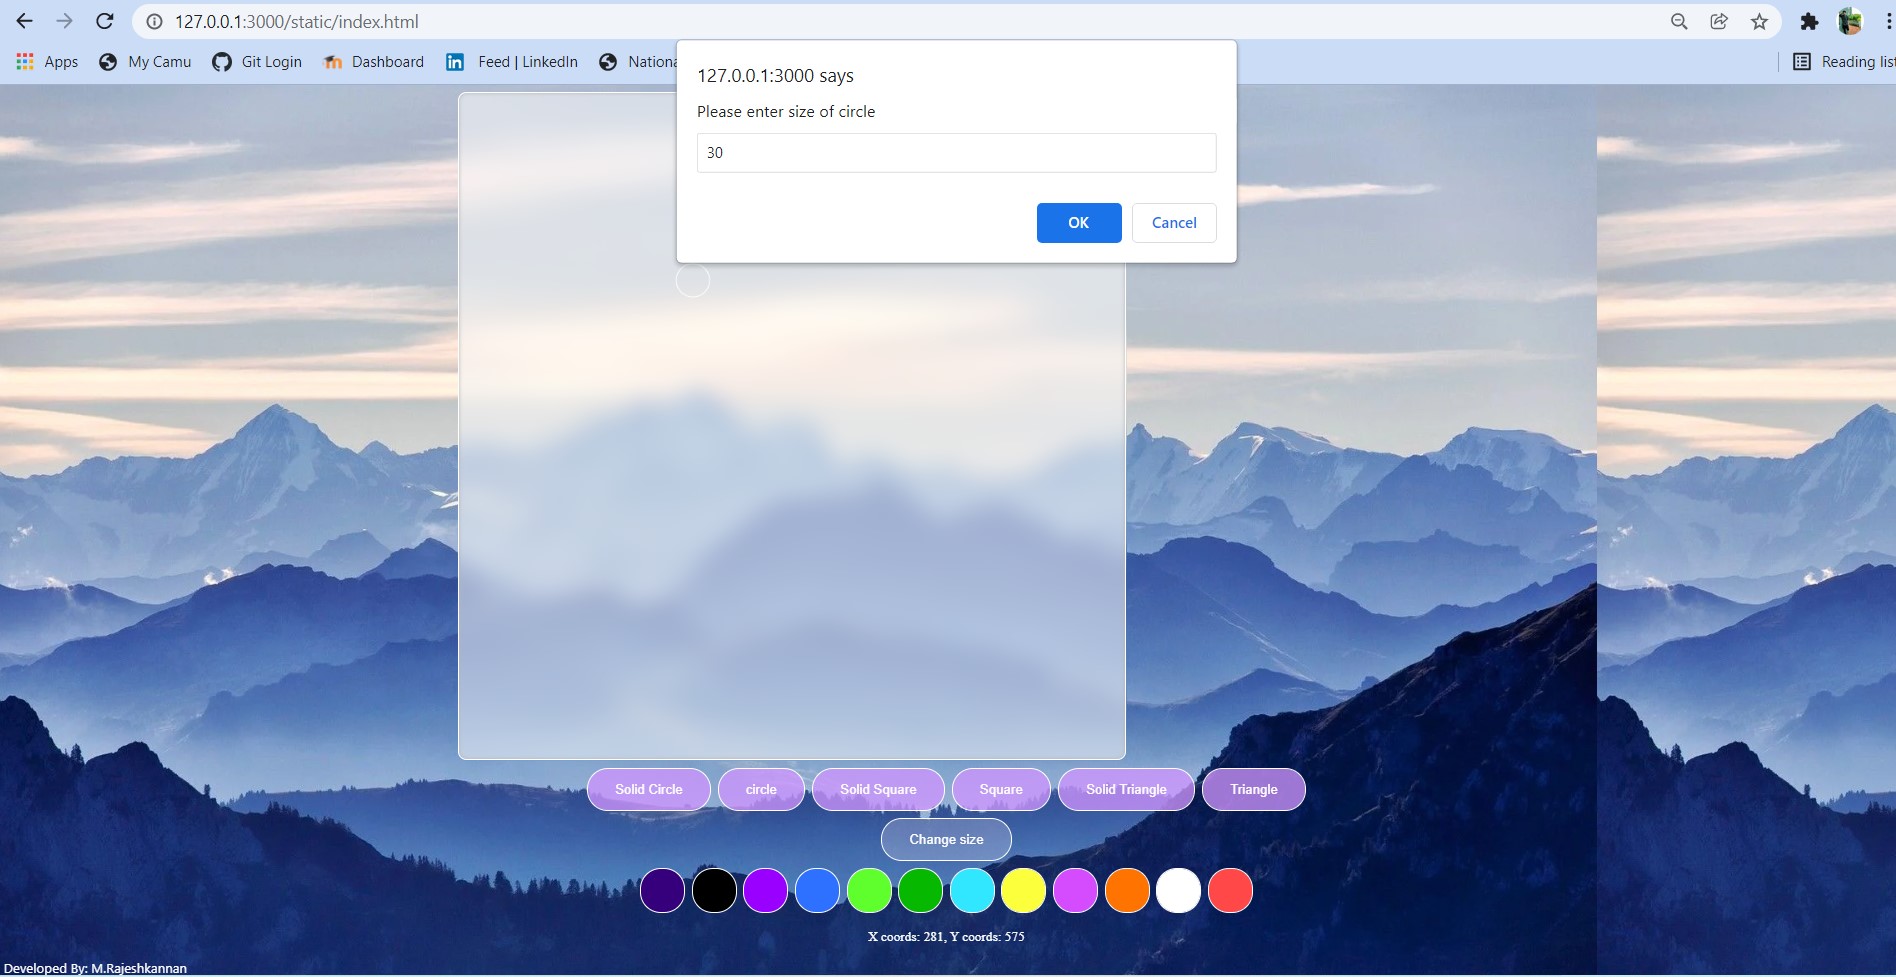 127.0.0.1:3000/static/index.html
Apps My Camu Git Login Dashboard Feed | LinkedIn Nationa Reading list
127.0.0.1:3000 says
Please enter size of circle
30
OK Cancel
Solid Circle circle Solid Square Square Solid Triangle Triangle
Change size
X coords: 281, Y coords: 575
Developed By: M.Rajeshkannan